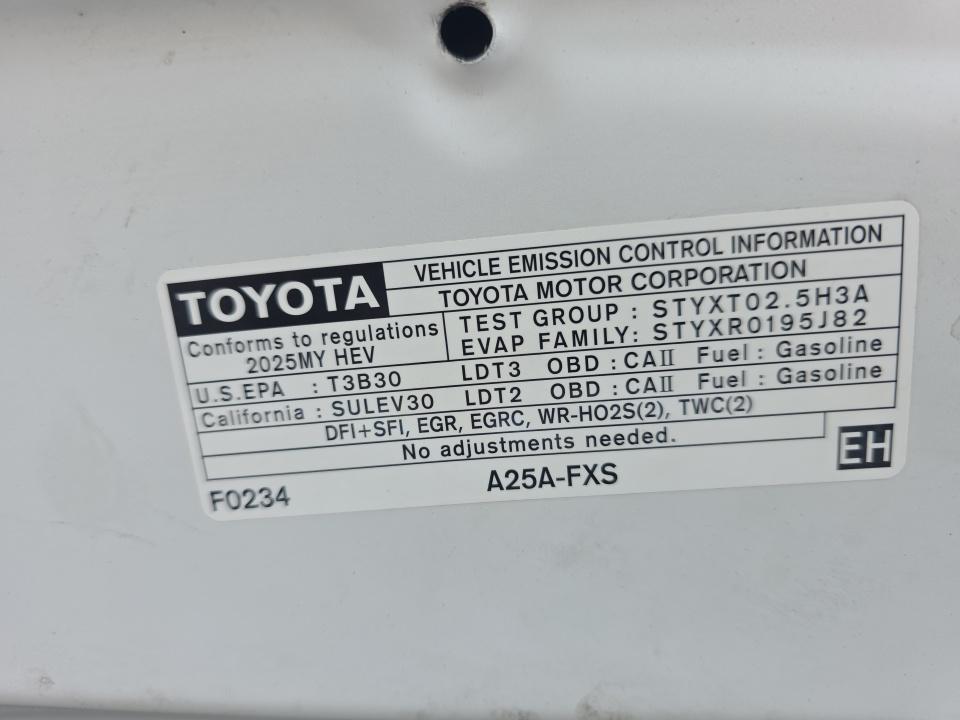 TOYOTA
VEHICLE EMISSION CONTROL INFORMATION
TOYOTA MOTOR CORPORATION
Conforms to regulations
2025MY HEV
TEST GROUP : STYXT02.5H3A
EVAP FAMILY: STYXR0195J82
U.S.EPA : T3B30 LDT3 OBD : CAII Fuel : Gasoline
California : SULEV30 LDT2 OBD : CAII Fuel : Gasoline
DFI+SFI, EGR, EGRC, WR-HO2S(2), TWC(2)
No adjustments needed.
EH
F0234 A25A-FXS